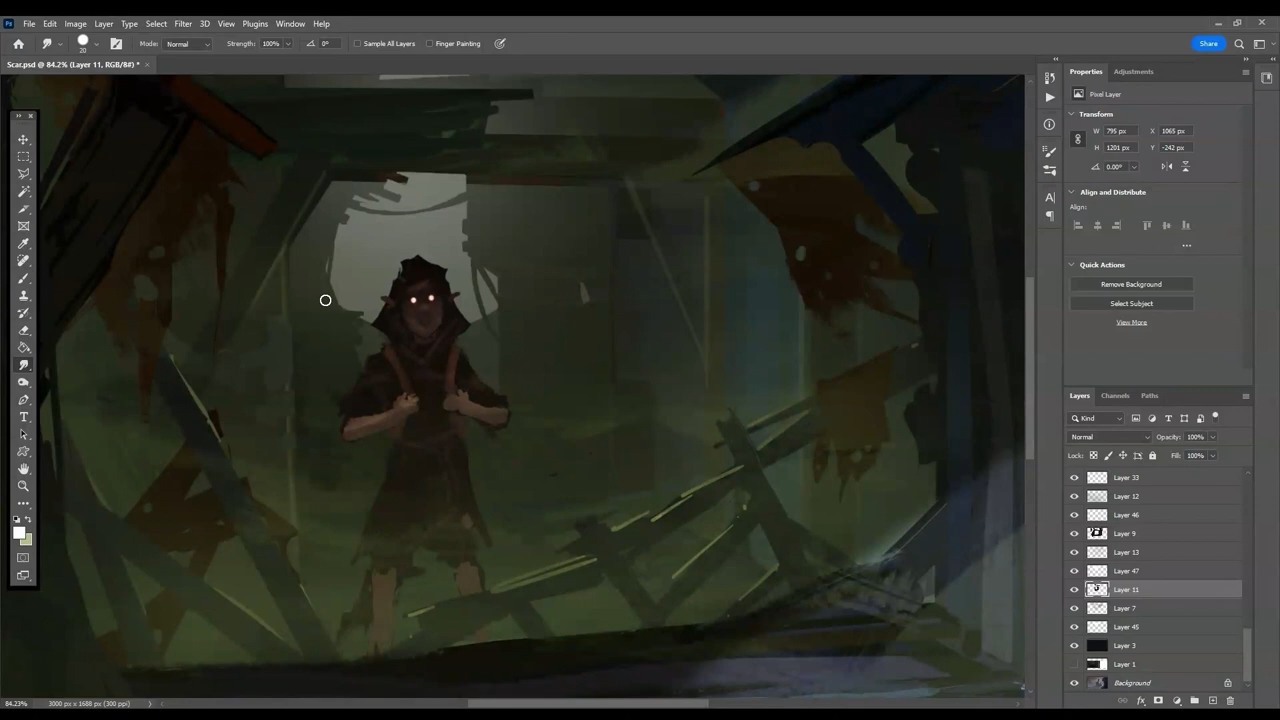 Ps File Edit Image Layer Type Select Filter 3D View Plugins Window Help
20 Mode: Normal Strength: 100% 0° Sample All Layers Finger Painting Share
Scar.psd @ 84.2% (Layer 11, RGB/8#) * ×
Properties Adjustments
Pixel Layer
Transform
W 795 px X 1065 px
H 1201 px Y -242 px
0.00°
Align and Distribute
Align:
Quick Actions
Remove Background
Select Subject
View More
Layers Channels Paths
Kind
Normal Opacity: 100%
Lock: Fill: 100%
Layer 33
Layer 12
Layer 46
Layer 9
Layer 13
Layer 47
Layer 11
Layer 7
Layer 45
Layer 3
Layer 1
Background
84.23% 3000 px x 1688 px (300 ppi)